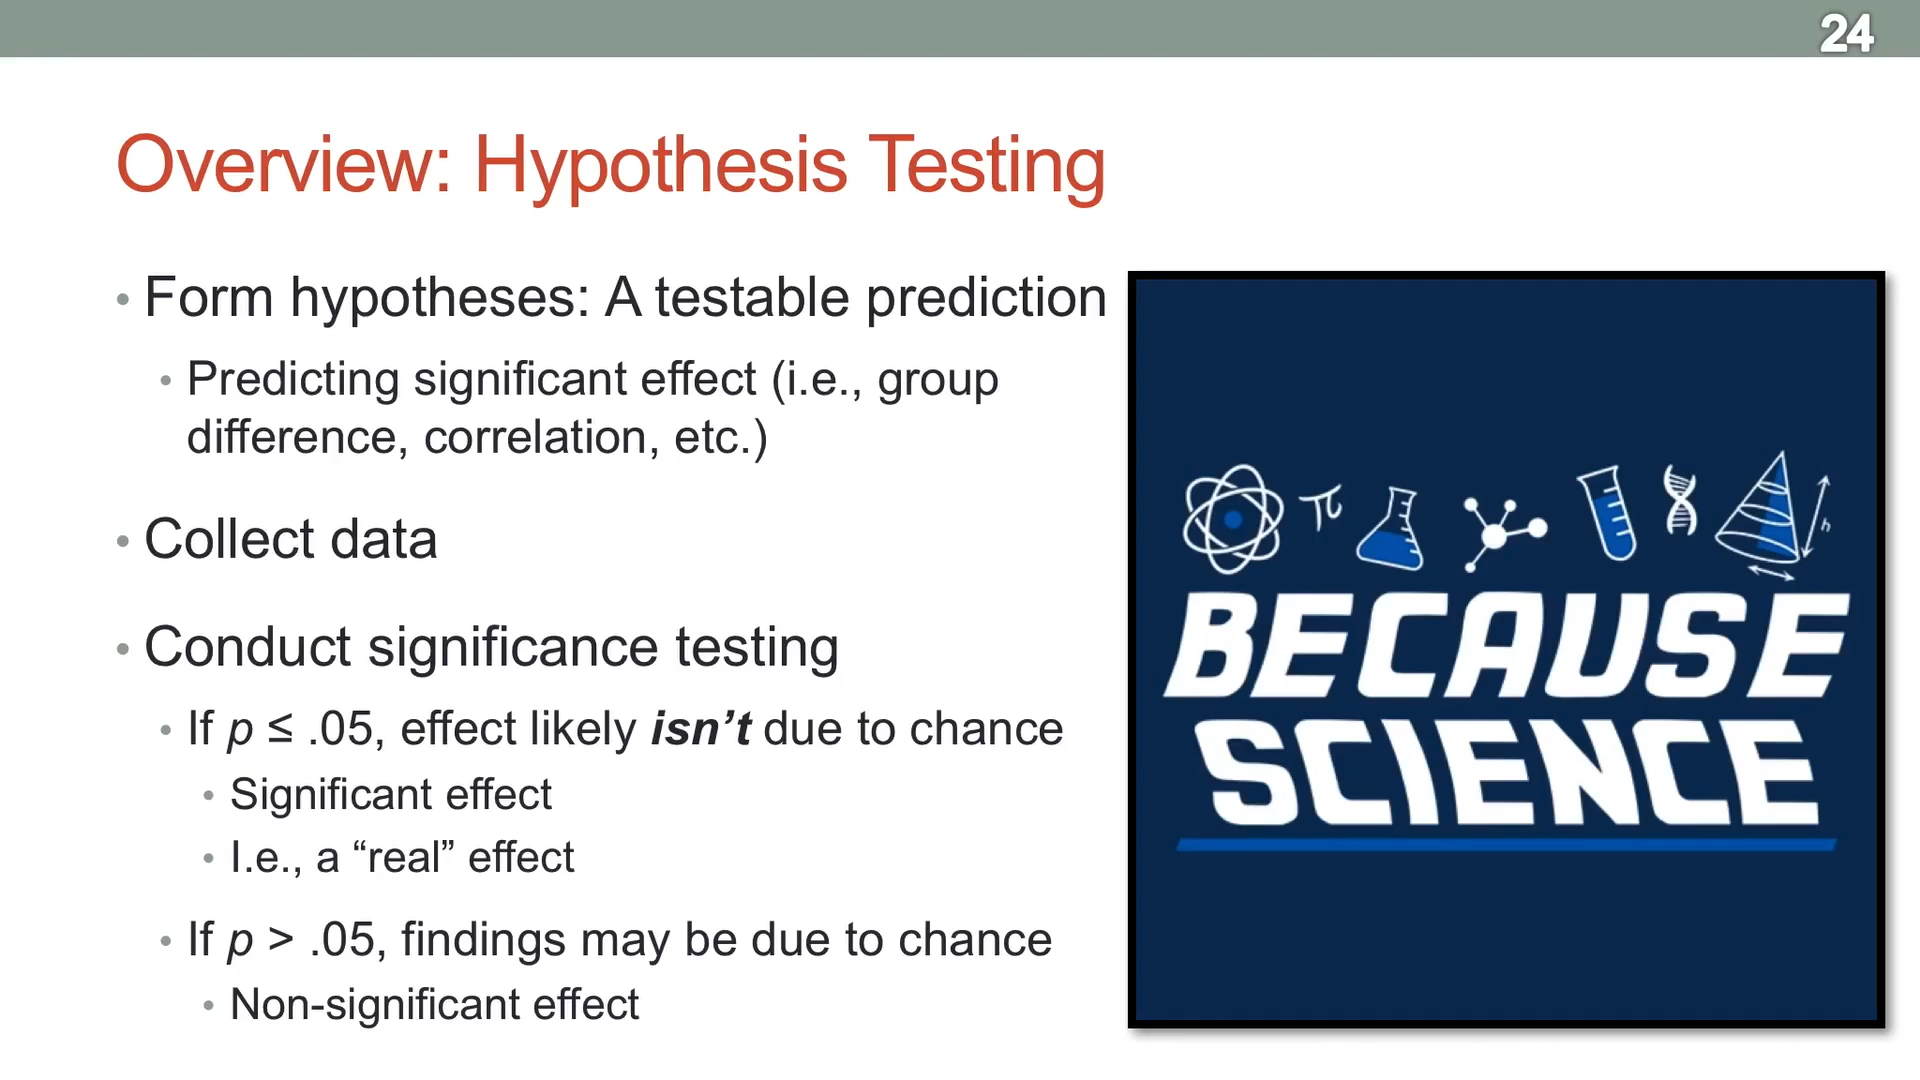 24
Overview: Hypothesis Testing
• Form hypotheses: A testable prediction
• Predicting significant effect (i.e., group
difference, correlation, etc.)
• Collect data
• Conduct significance testing
• If p ≤ .05, effect likely isn’t due to chance
• Significant effect
• I.e., a “real” effect
• If p > .05, findings may be due to chance
• Non-significant effect
π
h
BECAUSE
SCIENCE